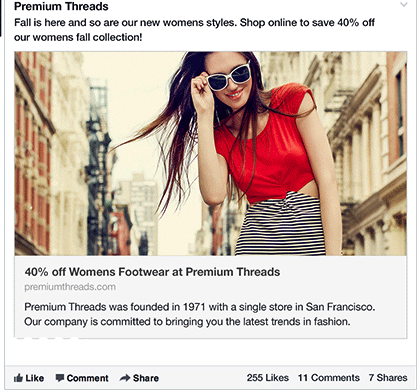 Premium Threads
Fall is here and so are our new womens styles. Shop online to save 40% off
our womens fall collection!
40% off Womens Footwear at Premium Threads
premiumthreads.com
Premium Threads was founded in 1971 with a single store in San Francisco.
Our company is committed to bringing you the latest trends in fashion.
Like Comment Share 255 Likes 11 Comments 7 Shares